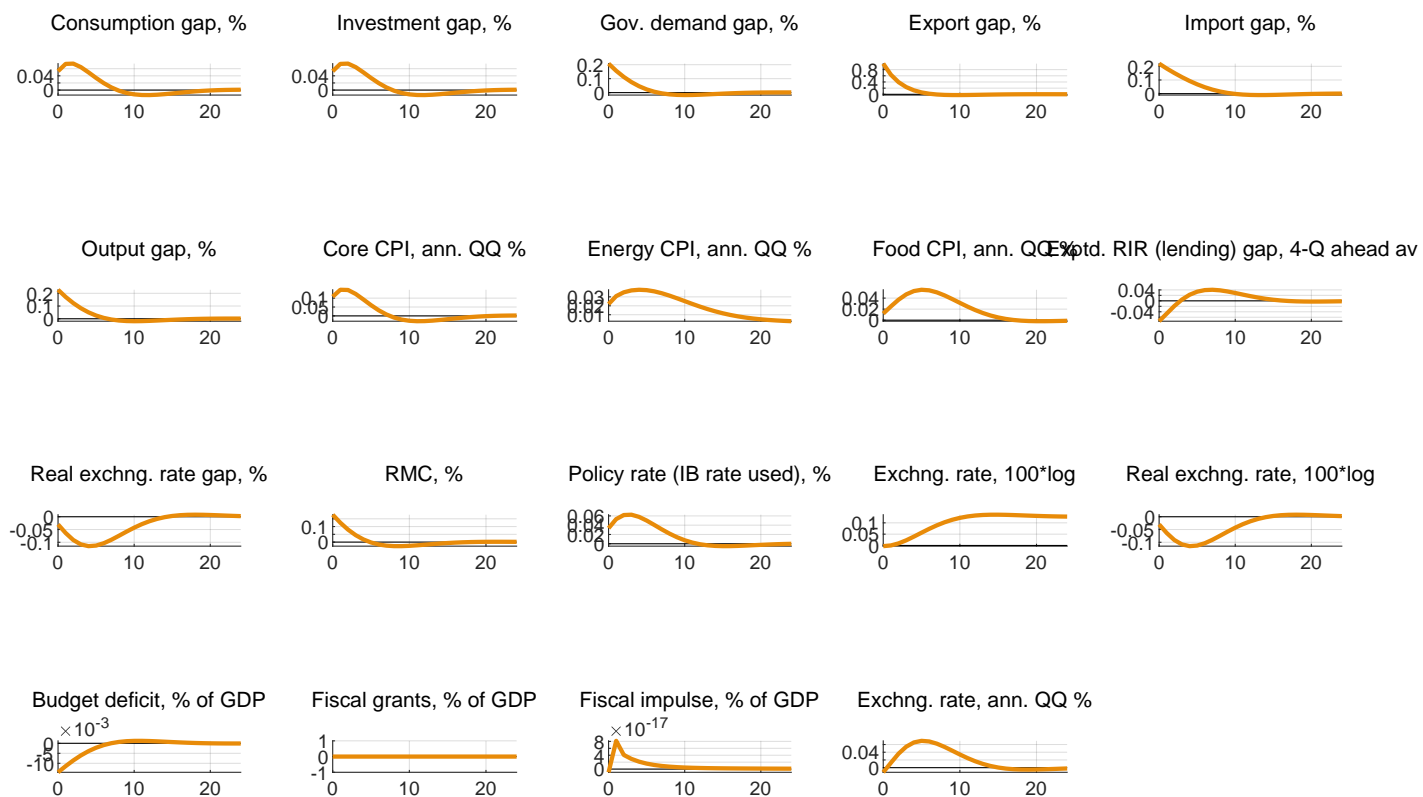 Consumption gap, %
Investment gap, %
Gov. demand gap, %
Export gap, %
Import gap, %
0.04
0
0 10 20
0.04
0
0 10 20
0.2
0.1
0
0 10 20
0.8
0.4
0
0 10 20
0.2
0.1
0
0 10 20
Output gap, %
Core CPI, ann. QQ %
Energy CPI, ann. QQ %
Food CPI, ann. QQ %
Exptd. RIR (lending) gap, 4-Q ahead av
0.2
0.1
0
0 10 20
0.1
0.05
0
0 10 20
0.03
0.02
0.01
0 10 20
0.04
0.02
0
0 10 20
0.04
0
-0.04
0 10 20
Real exchng. rate gap, %
RMC, %
Policy rate (IB rate used), %
Exchng. rate, 100*log
Real exchng. rate, 100*log
0
-0.05
-0.1
0 10 20
0.1
0
0 10 20
0.06
0.04
0.02
0
0 10 20
0.1
0.05
0
0 10 20
0
-0.05
-0.1
0 10 20
Budget deficit, % of GDP
Fiscal grants, % of GDP
Fiscal impulse, % of GDP
Exchng. rate, ann. QQ %
×10-3
0
-5
-10
0 10 20
1
0
-1
0 10 20
×10-17
8
4
0
0 10 20
0.04
0
0 10 20